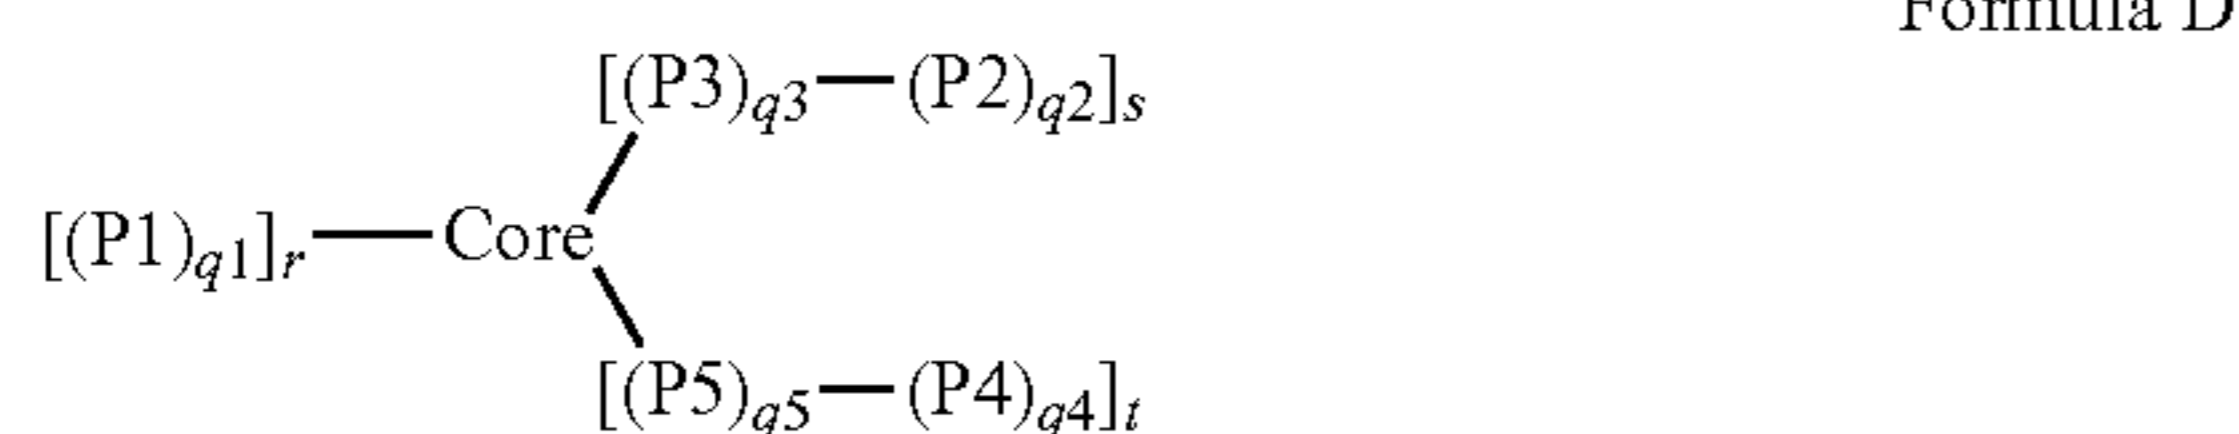 Formula D
[(P3)q3—(P2)q2]s
[(P1)q1]r—Core
[(P5)q5—(P4)q4]t